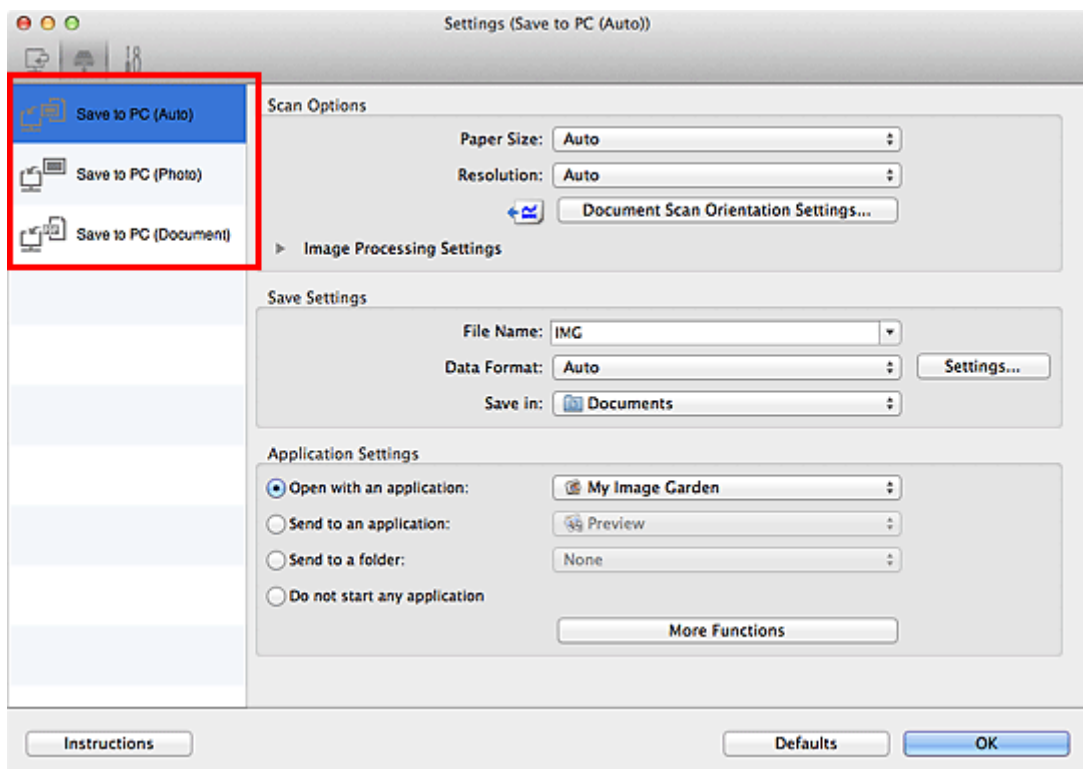 Settings (Save to PC (Auto))
Save to PC (Auto)
Save to PC (Photo)
Save to PC (Document)
Scan Options
Paper Size: Auto
Resolution: Auto
Document Scan Orientation Settings...
Image Processing Settings
Save Settings
File Name: IMG
Data Format: Auto Settings...
Save in: Documents
Application Settings
Open with an application: My Image Garden
Send to an application: Preview
Send to a folder: None
Do not start any application
More Functions
Instructions Defaults OK